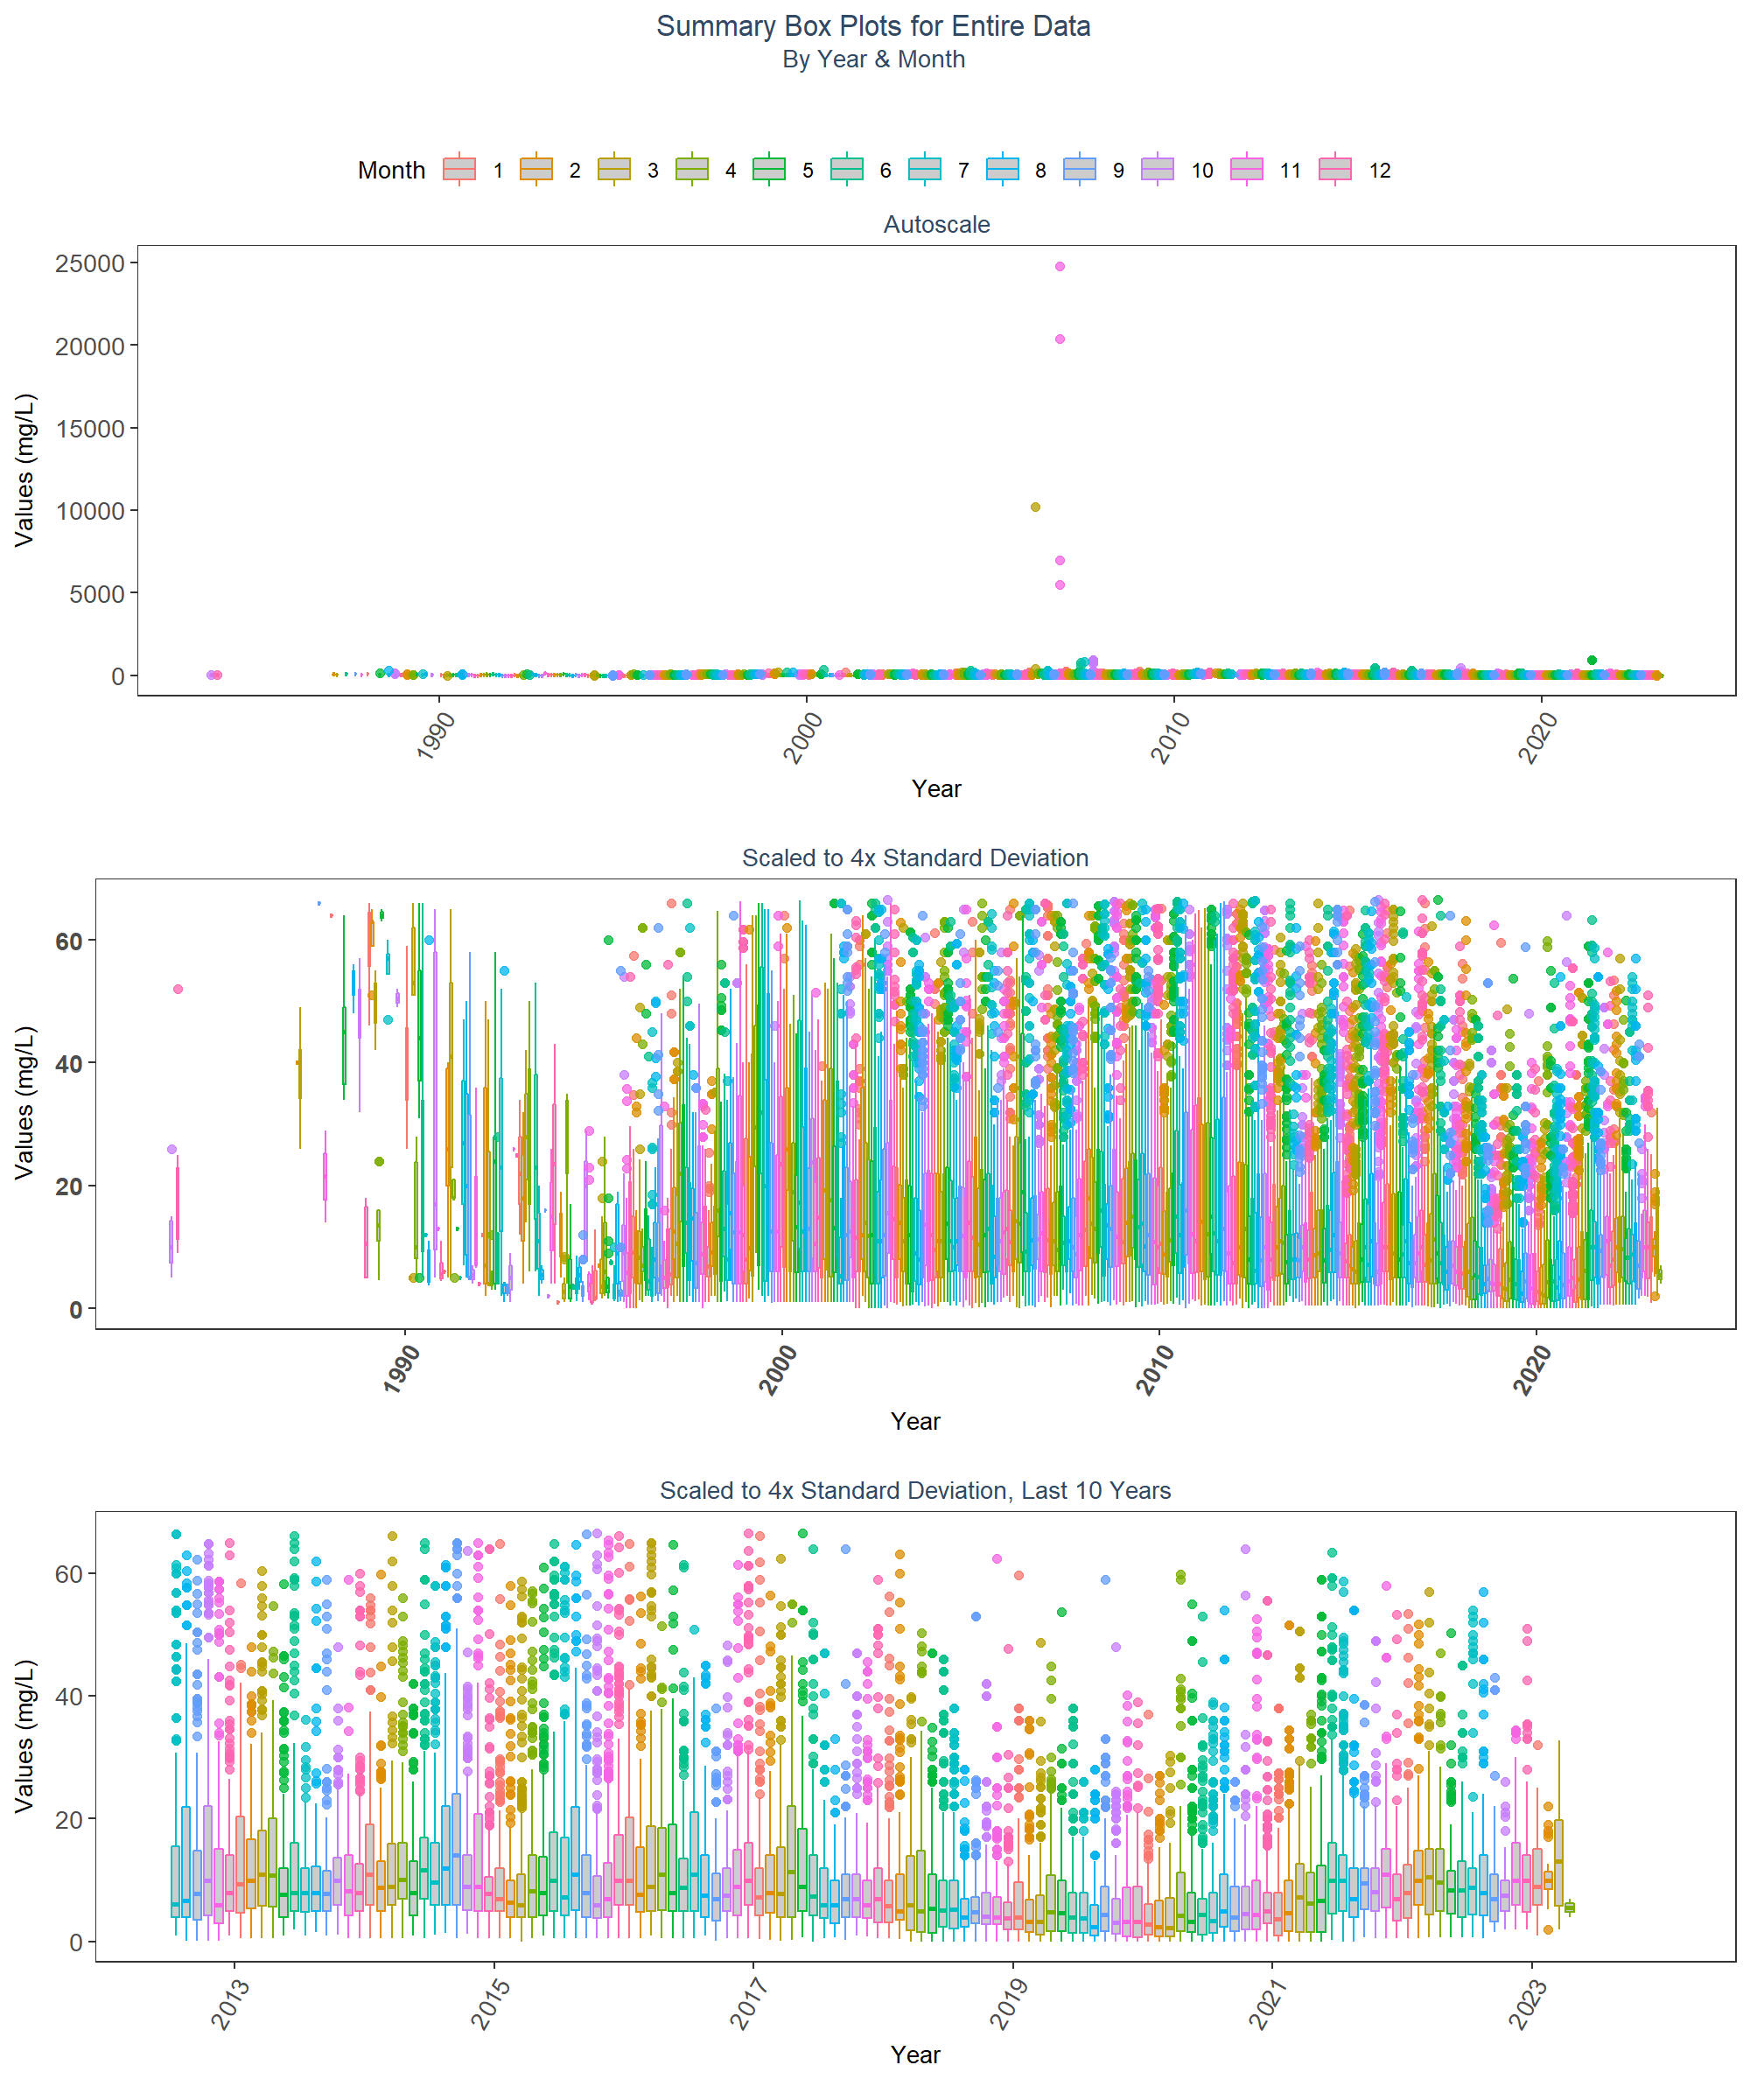 Summary Box Plots for Entire Data
By Year & Month
Month 1 2 3 4 5 6 7 8 9 10 11 12
Autoscale
25000
20000
15000
10000
5000
0
Values (mg/L)
1990 2000 2010 2020
Year
Scaled to 4x Standard Deviation
60
40
20
0
Values (mg/L)
1990 2000 2010 2020
Year
Scaled to 4x Standard Deviation, Last 10 Years
60
40
20
0
Values (mg/L)
2013 2015 2017 2019 2021 2023
Year